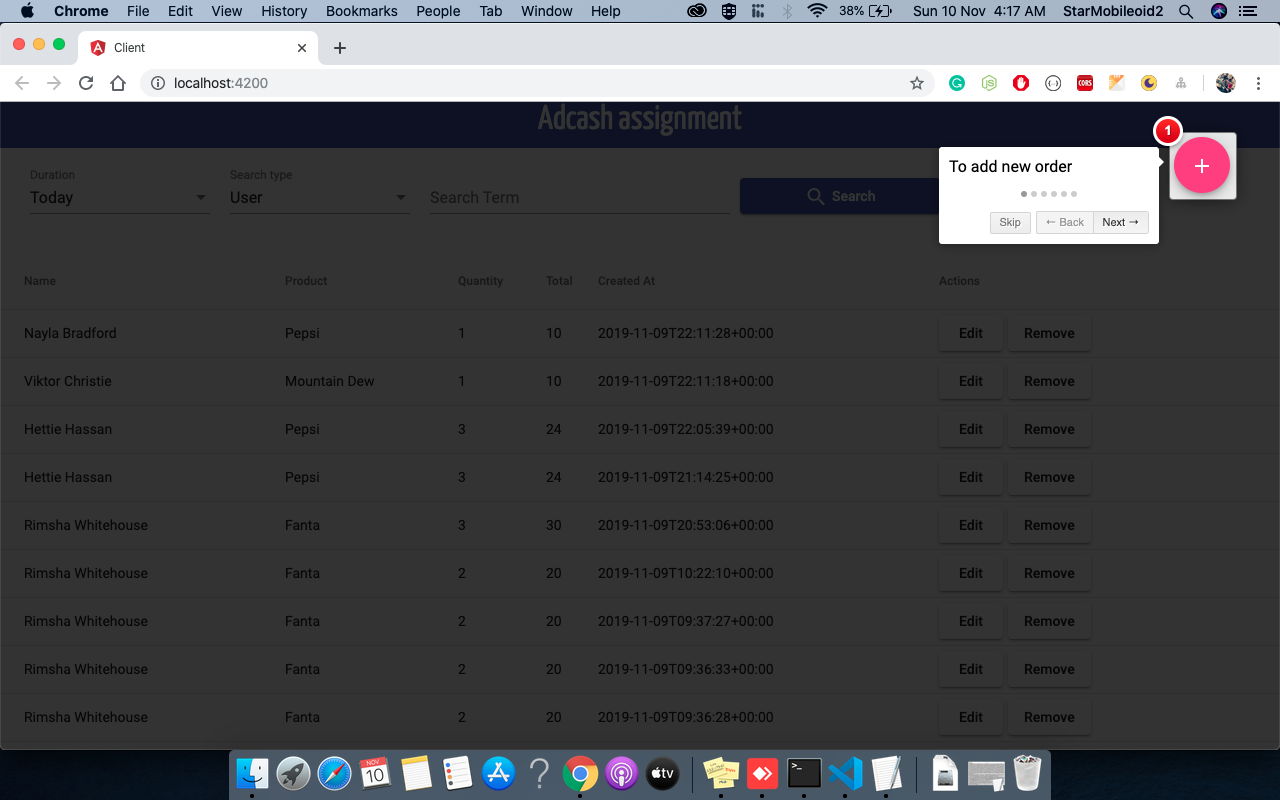 Chrome File Edit View History Bookmarks People Tab Window Help 38% Sun 10 Nov 4:17 AM StarMobileoid2
Client
localhost:4200
CORS
Adcash assignment
1
To add new order
Skip ← Back Next →
Duration Search type
Today User Search Term Search
Name Product Quantity Total Created At Actions
Nayla Bradford Pepsi 1 10 2019-11-09T22:11:28+00:00 Edit Remove
Viktor Christie Mountain Dew 1 10 2019-11-09T22:11:18+00:00 Edit Remove
Hettie Hassan Pepsi 3 24 2019-11-09T22:05:39+00:00 Edit Remove
Hettie Hassan Pepsi 3 24 2019-11-09T21:14:25+00:00 Edit Remove
Rimsha Whitehouse Fanta 3 30 2019-11-09T20:53:06+00:00 Edit Remove
Rimsha Whitehouse Fanta 2 20 2019-11-09T10:22:10+00:00 Edit Remove
Rimsha Whitehouse Fanta 2 20 2019-11-09T09:37:27+00:00 Edit Remove
Rimsha Whitehouse Fanta 2 20 2019-11-09T09:36:33+00:00 Edit Remove
Rimsha Whitehouse Fanta 2 20 2019-11-09T09:36:28+00:00 Edit Remove
NOV
10
tv